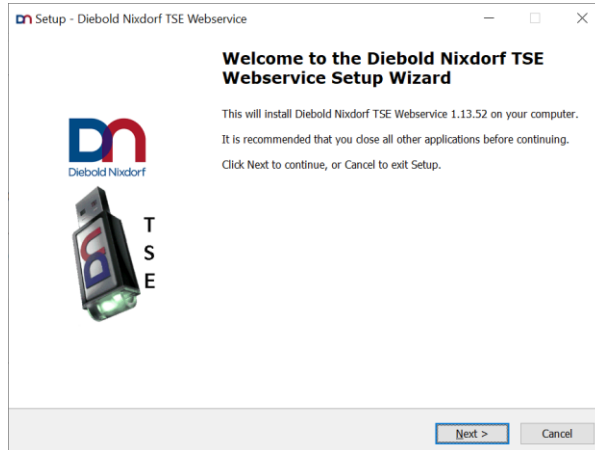 Setup - Diebold Nixdorf TSE Webservice
Welcome to the Diebold Nixdorf TSE
Webservice Setup Wizard
This will install Diebold Nixdorf TSE Webservice 1.13.52 on your computer.
It is recommended that you close all other applications before continuing.
Click Next to continue, or Cancel to exit Setup.
DN
Diebold Nixdorf
DN
T
S
E
Next >
Cancel